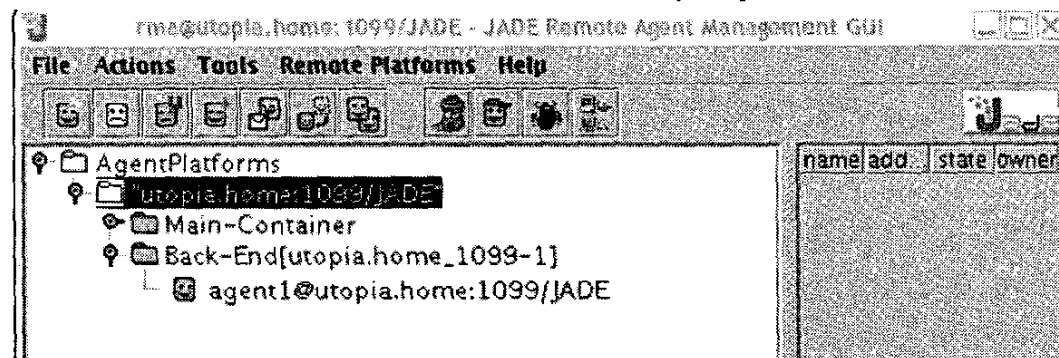 rma@utopia.home:1099/JADE - JADE Remote Agent Management GUI
File Actions Tools Remote Platforms Help
Jade
AgentPlatforms
"utopia.home:1099/JADE"
Main-Container
Back-End[utopia.home_1099-1]
agent1@utopia.home:1099/JADE
name add.. state owner